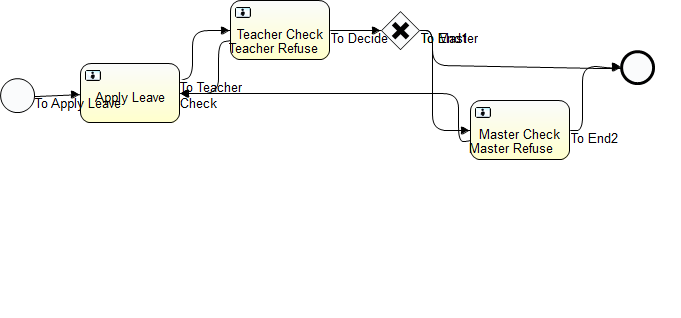 Teacher Check
Teacher Refuse
To Decide
To End1
To Master
To Apply Leave
Apply Leave
To Teacher
Check
Master Check
Master Refuse
To End2